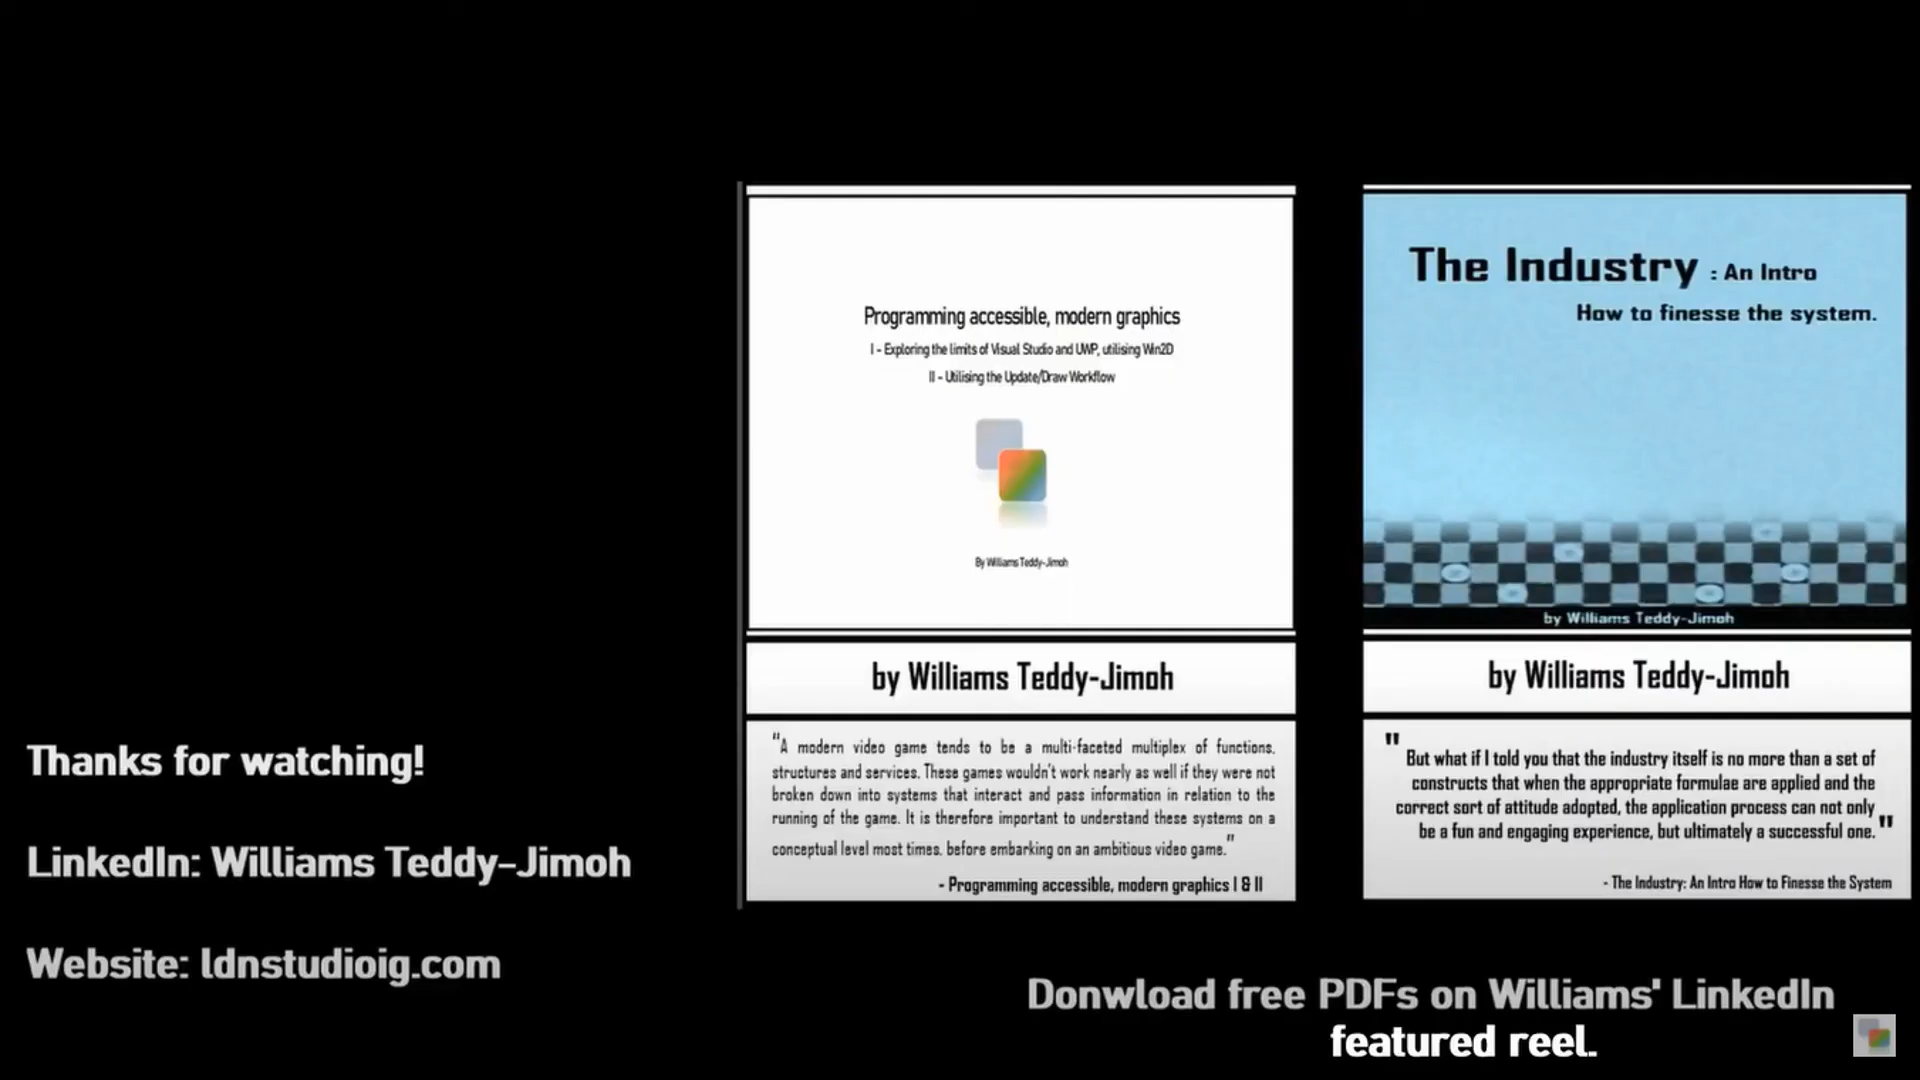 Programming accessible, modern graphics
I - Exploring the limits of Visual Studio and UWP, utilising Win2D
II - Utilising the Update/Draw Workflow
By Williams Teddy-Jimoh
by Williams Teddy-Jimoh
"A modern video game tends to be a multi-faceted multiplex of functions,
structures and services. These games wouldn't work nearly as well if they were not
broken down into systems that interact and pass information in relation to the
running of the game. It is therefore important to understand these systems on a
conceptual level most times, before embarking on an ambitious video game."
- Programming accessible, modern graphics I & II
The Industry : An Intro
How to finesse the system.
by Williams Teddy-Jimoh
by Williams Teddy-Jimoh
"But what if I told you that the industry itself is no more than a set of
constructs that when the appropriate formulae are applied and the
correct sort of attitude adopted, the application process can not only
be a fun and engaging experience, but ultimately a successful one."
- The Industry: An Intro How to Finesse the System
Thanks for watching!
LinkedIn: Williams Teddy-Jimoh
Website: ldnstudioig.com
Donwload free PDFs on Williams' LinkedIn
featured reel.